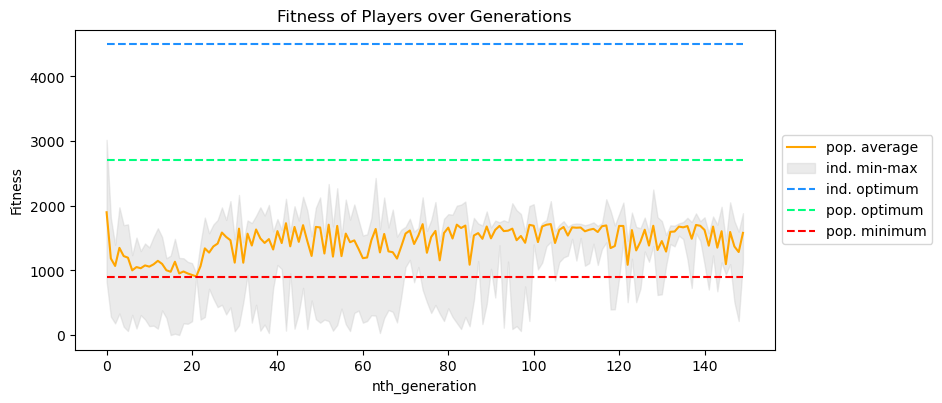 Fitness of Players over Generations
Fitness
4000
3000
2000
1000
0
0
20
40
60
80
100
120
140
nth_generation
pop. average
ind. min-max
ind. optimum
pop. optimum
pop. minimum